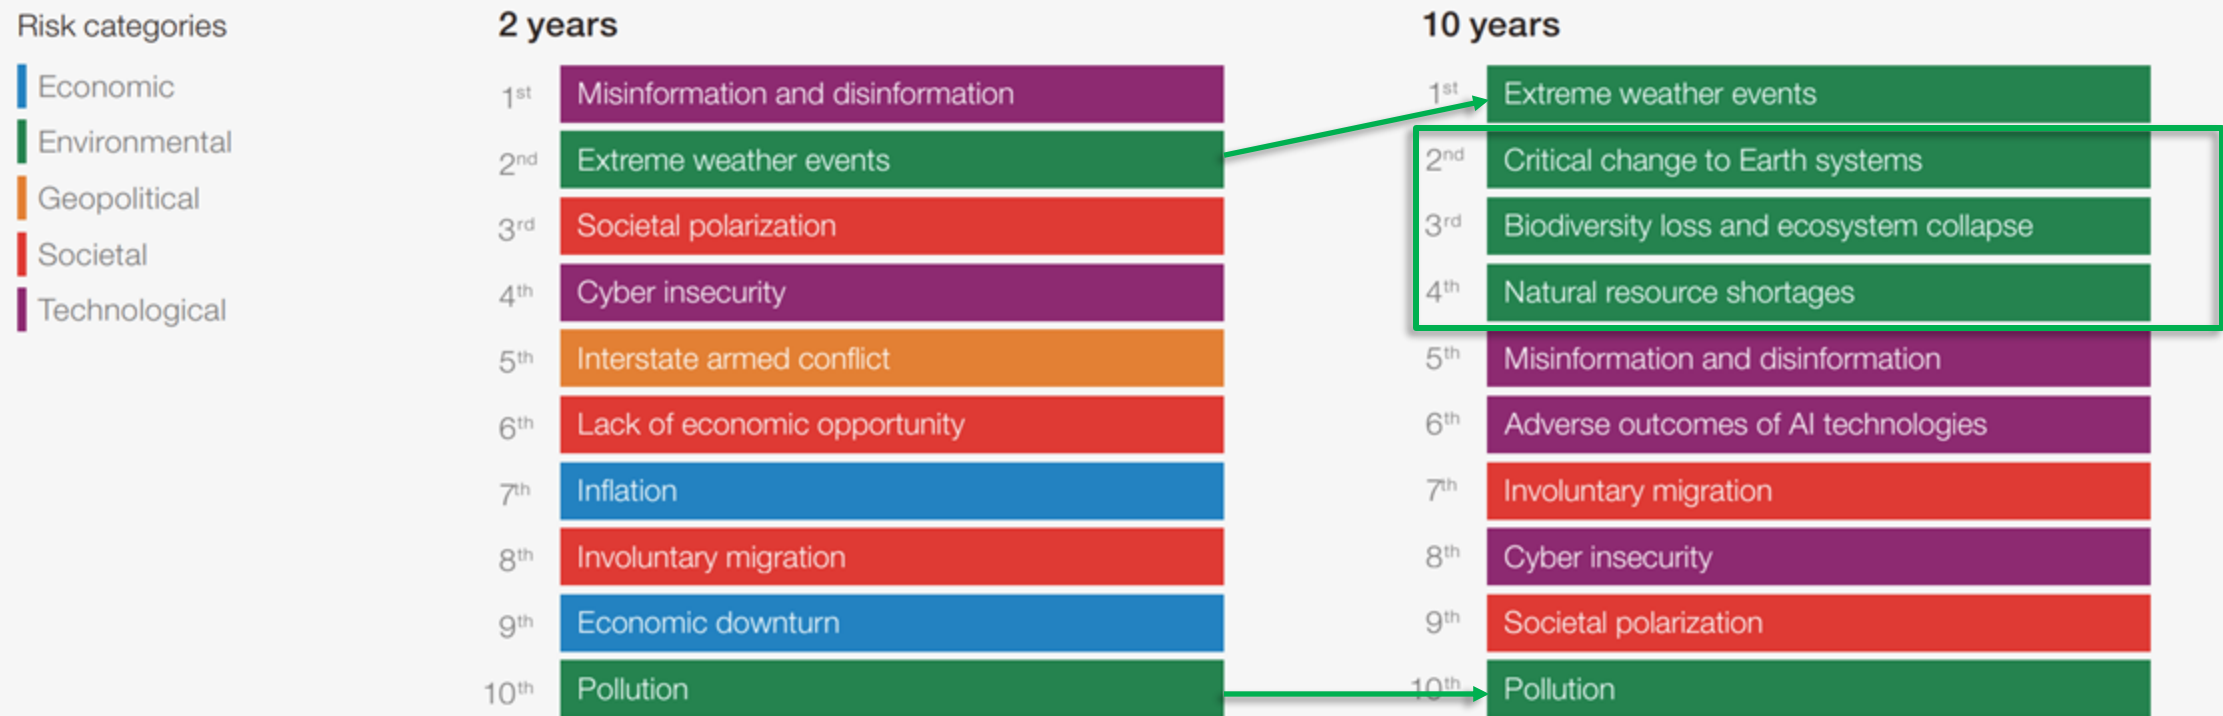 Risk categories
Economic
Environmental
Geopolitical
Societal
Technological
2 years
1st Misinformation and disinformation
2nd Extreme weather events
3rd Societal polarization
4th Cyber insecurity
5th Interstate armed conflict
6th Lack of economic opportunity
7th Inflation
8th Involuntary migration
9th Economic downturn
10th Pollution
10 years
1st Extreme weather events
2nd Critical change to Earth systems
3rd Biodiversity loss and ecosystem collapse
4th Natural resource shortages
5th Misinformation and disinformation
6th Adverse outcomes of AI technologies
7th Involuntary migration
8th Cyber insecurity
9th Societal polarization
10th Pollution